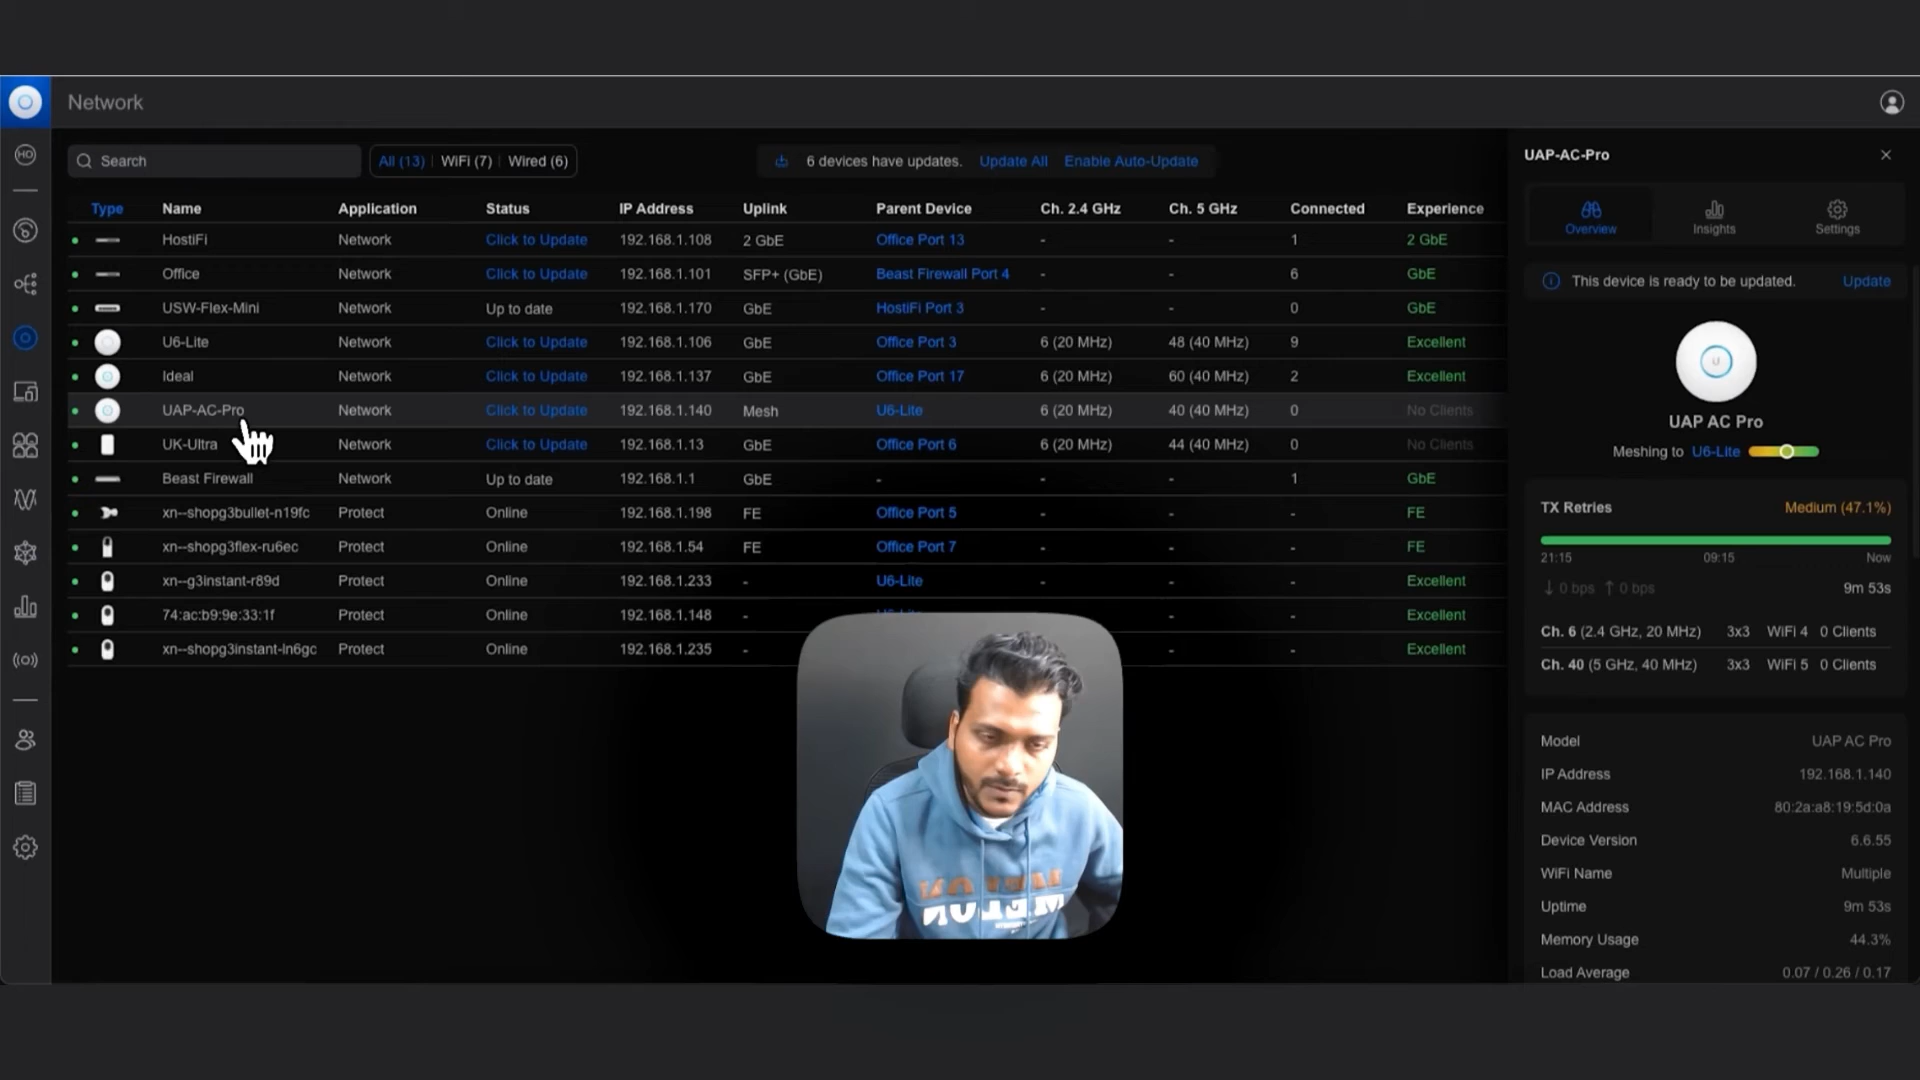 Network
HO
Search
All (13) WiFi (7) Wired (6)
6 devices have updates. Update All Enable Auto-Update
Type Name Application Status IP Address Uplink Parent Device Ch. 2.4 GHz Ch. 5 GHz Connected Experience
HostiFi Network Click to Update 192.168.1.108 2 GbE Office Port 13 - - 1 2 GbE
Office Network Click to Update 192.168.1.101 SFP+ (GbE) Beast Firewall Port 4 - - 6 GbE
USW-Flex-Mini Network Up to date 192.168.1.170 GbE HostiFi Port 3 - - 0 GbE
U6-Lite Network Click to Update 192.168.1.106 GbE Office Port 3 6 (20 MHz) 48 (40 MHz) 9 Excellent
Ideal Network Click to Update 192.168.1.137 GbE Office Port 17 6 (20 MHz) 60 (40 MHz) 2 Excellent
UAP-AC-Pro Network Click to Update 192.168.1.140 Mesh U6-Lite 6 (20 MHz) 40 (40 MHz) 0 No Clients
UK-Ultra Network Click to Update 192.168.1.13 GbE Office Port 6 6 (20 MHz) 44 (40 MHz) 0 No Clients
Beast Firewall Network Up to date 192.168.1.1 GbE - - - 1 GbE
xn--shopg3bullet-n19fc Protect Online 192.168.1.198 FE Office Port 5 - - - FE
xn--shopg3flex-ru6ec Protect Online 192.168.1.54 FE Office Port 7 - - - FE
xn--g3instant-r89d Protect Online 192.168.1.233 - U6-Lite - - - Excellent
74:ac:b9:9e:33:1f Protect Online 192.168.1.148 - - - - Excellent
xn--shopg3instant-ln6gc Protect Online 192.168.1.235 - - - Excellent
UAP-AC-Pro
Overview Insights Settings
This device is ready to be updated. Update
UAP AC Pro
Meshing to U6-Lite
TX Retries Medium (47.1%)
21:15 09:15 Now
0 bps 0 bps 9m 53s
Ch. 6 (2.4 GHz, 20 MHz) 3x3 WiFi 4 0 Clients
Ch. 40 (5 GHz, 40 MHz) 3x3 WiFi 5 0 Clients
Model UAP AC Pro
IP Address 192.168.1.140
MAC Address 80:2a:a8:19:5d:0a
Device Version 6.6.55
WiFi Name Multiple
Uptime 9m 53s
Memory Usage 44.3%
Load Average 0.07 / 0.26 / 0.17